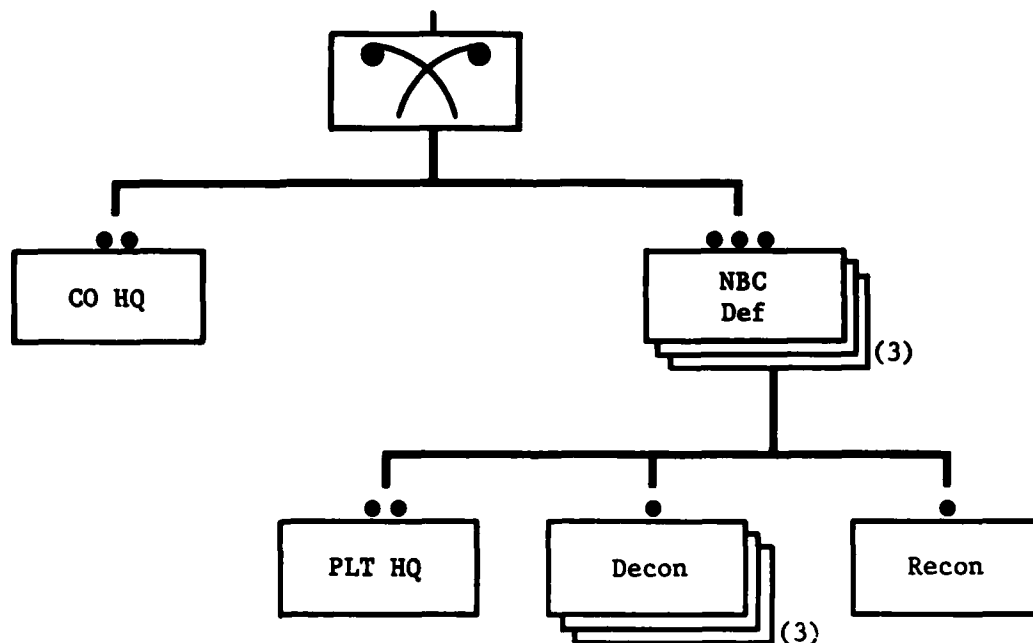 CO HQ
NBC
Def
(3)
PLT HQ
Decon
Recon
(3)